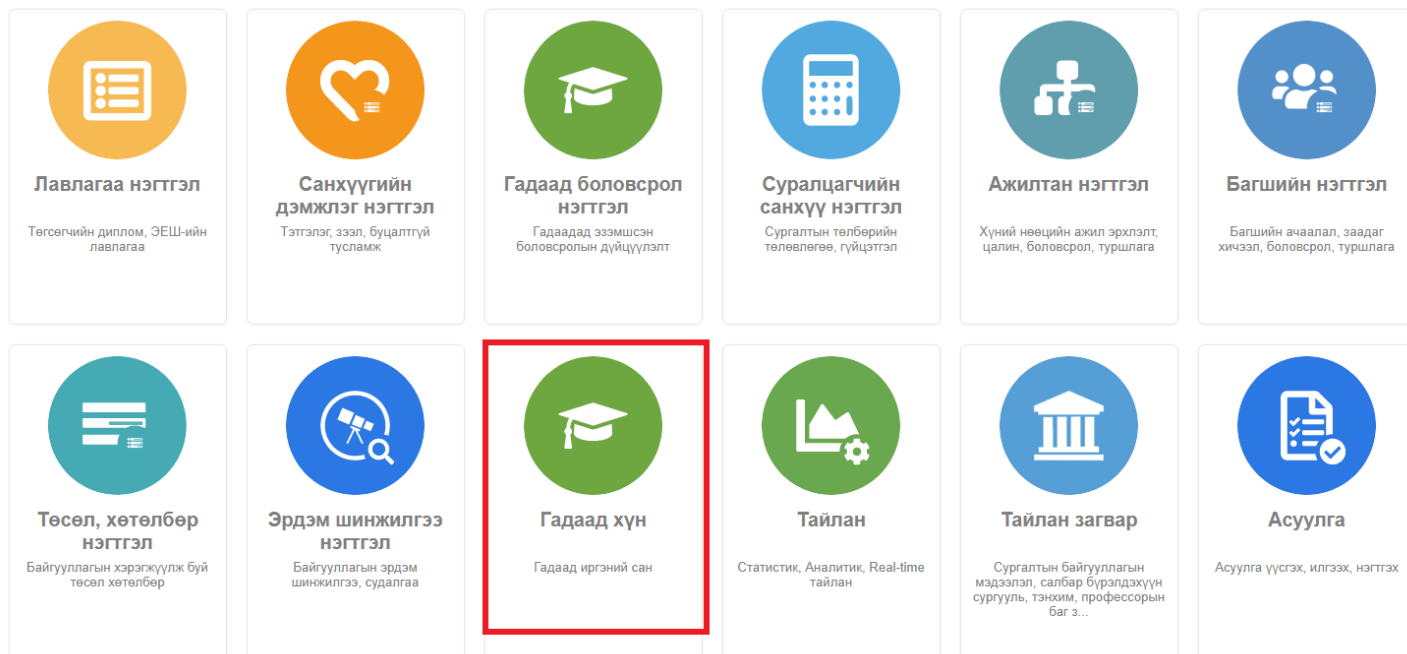 Лавлагаа нэгтгэл
Төгсөгчийн диплом, ЭЕШ-ийн
лавлагаа
Санхүүгийн
дэмжлэг нэгтгэл
Тэтгэлэг, зээл, буцалтгүй
тусламж
Гадаад боловсрол
нэгтгэл
Гадаадад эзэмшсэн
боловсролын дүйцүүлэлт
Суралцагчийн
санхүү нэгтгэл
Сургалтын төлбөрийн
төлөвлөгөө, гүйцэтгэл
Ажилтан нэгтгэл
Хүний нөөцийн ажил эрхлэлт,
цалин, боловсрол, туршлага
Багшийн нэгтгэл
Багшийн ачаалал, заадаг
хичээл, боловсрол, туршлага
Төсөл, хөтөлбөр
нэгтгэл
Байгууллагын хэрэгжүүлж буй
төсөл хөтөлбөр
Эрдэм шинжилгээ
нэгтгэл
Байгууллагын эрдэм
шинжилгээ, судалгаа
Гадаад хүн
Гадаад иргэний сан
Тайлан
Статистик, Аналитик, Real-time
тайлан
Тайлан загвар
Сургалтын байгууллагын
мэдээлэл, салбар бүрэлдэхүүн
сургууль, тэнхим, профессорын
баг з...
Асуулга
Асуулга үүсгэх, илгээх, нэгтгэх